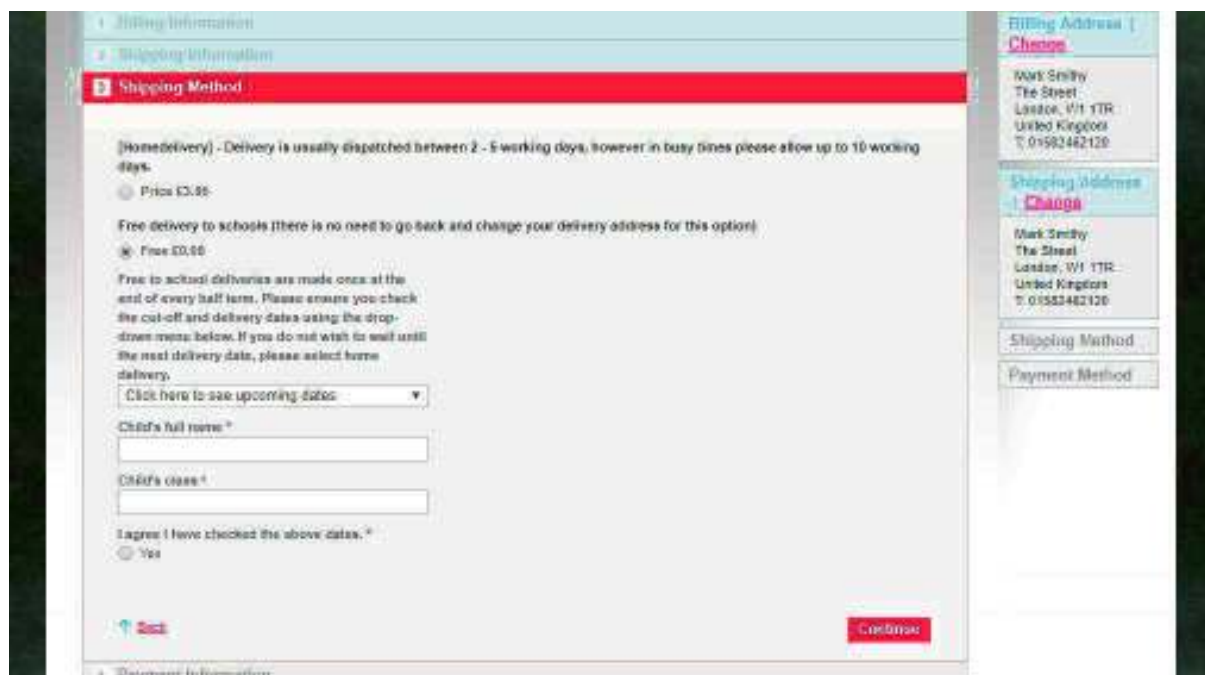 Billing Information
Shipping Information
Shipping Method
[Homedelivery] - Delivery is usually dispatched between 2 - 5 working days, however in busy times please allow up to 10 working
days.
Price
Free delivery to schools (there is no need to go back and change your delivery address for this option)
Free £0.00
Free to school deliveries are made once at the
end of every half term. Please ensure you check
the cut-off and delivery dates using the drop-
down menu below. If you do not wish to wait until
the next delivery date, please select home
delivery.
Click here to see upcoming dates
Child's full name *
Child's class *
I agree I have checked the above dates. *
Yes
Back
Continue
Payment Information
Billing Address |
Change
Mark Smithy
The Street
London, W1 1TR
United Kingdom
T: 01582462120
Shipping Address
| Change
Mark Smithy
The Street
London, W1 1TR
United Kingdom
T: 01582462120
Shipping Method
Payment Method